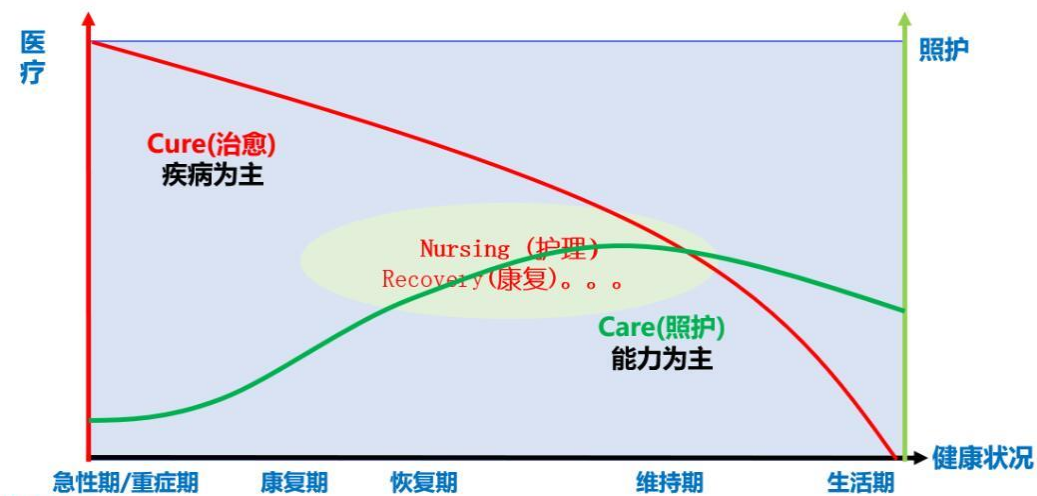 医
疗
照护
Cure(治愈)
疾病为主
Nursing (护理)
Recovery(康复)。。。
Care(照护)
能力为主
健康状况
急性期/重症期 康复期 恢复期 维持期 生活期